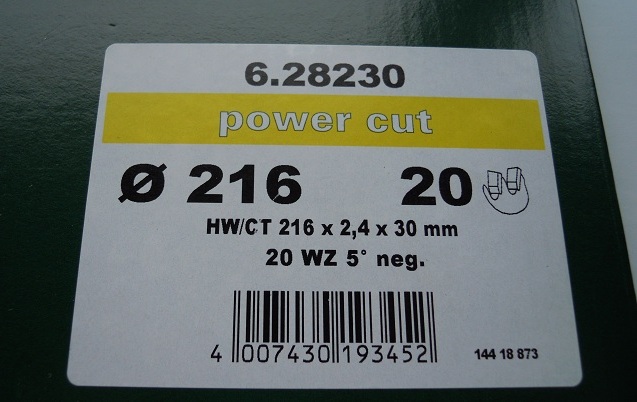 6.28230
power cut
Ø 216 20
HW/CT 216 x 2,4 x 30 mm
20 WZ 5° neg.
4 007430 193452
144 18 873